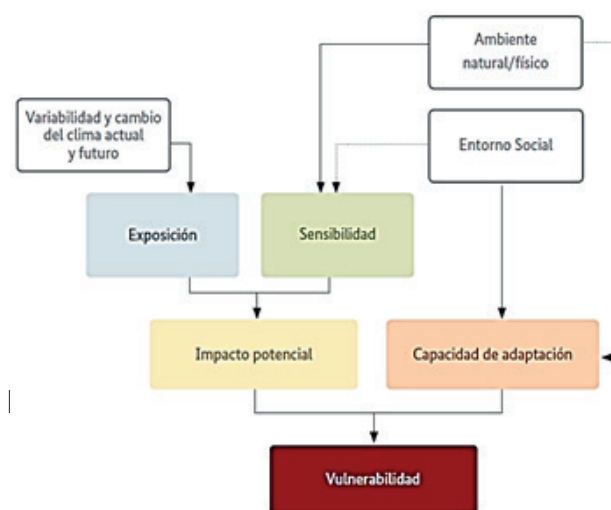 Ambiente
natural/físico
Variabilidad y cambio
del clima actual
y futuro
Entorno Social
Exposición
Sensibilidad
Impacto potencial
Capacidad de adaptación
Vulnerabilidad